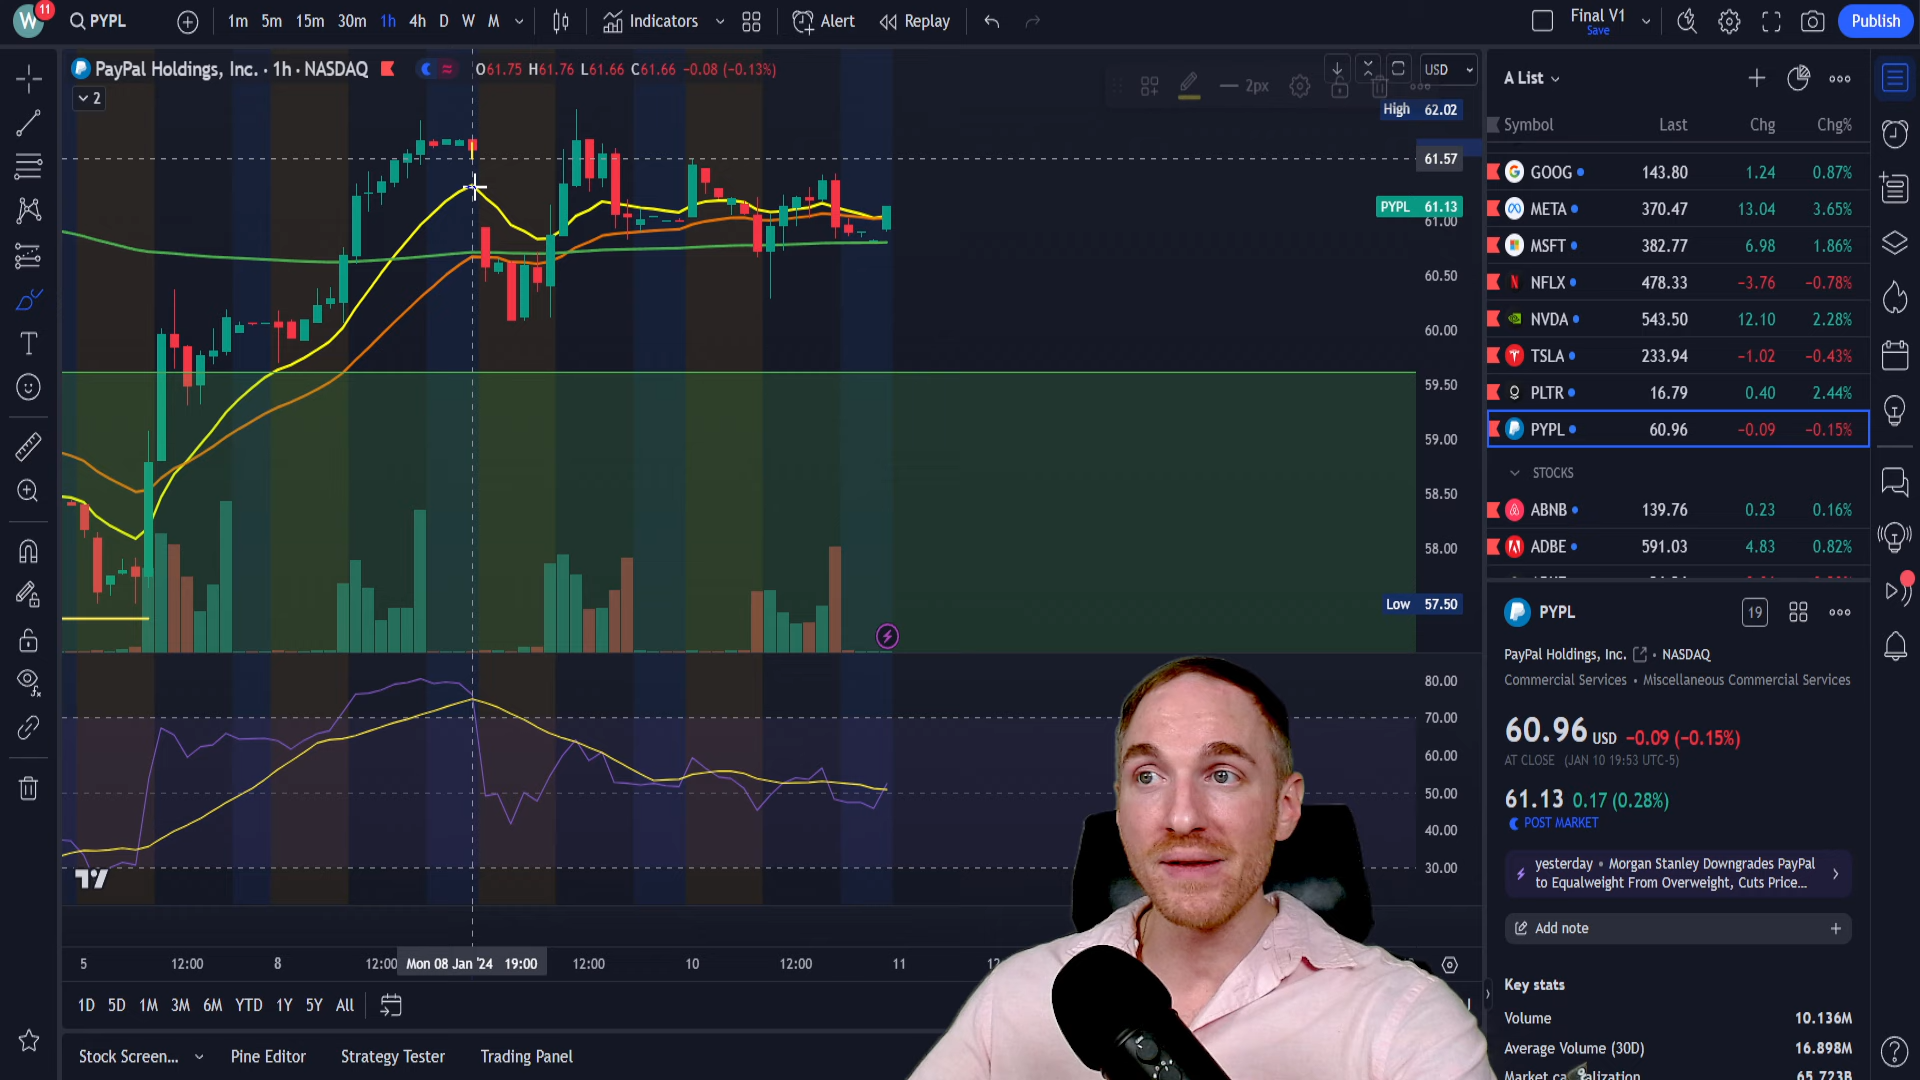 W 11 PYPL 1m 5m 15m 30m 1h 4h D W M Indicators Alert Replay Final V1 Save Publish
PayPal Holdings, Inc. · 1h · NASDAQ O61.75 H61.76 L61.66 C61.66 −0.08 (−0.13%)
2px USD
2
High 62.02
61.57
PYPL 61.13
61.00
60.50
60.00
59.50
59.00
58.50
58.00
Low 57.50
80.00
70.00
60.00
50.00
40.00
30.00
5 12:00 8 12:00 Mon 08 Jan '24 19:00 12:00 10 12:00 11
1D 5D 1M 3M 6M YTD 1Y 5Y All
Stock Screen... Pine Editor Strategy Tester Trading Panel
A List
Symbol Last Chg Chg%
GOOG 143.80 1.24 0.87%
META 370.47 13.04 3.65%
MSFT 382.77 6.98 1.86%
NFLX 478.33 −3.76 −0.78%
NVDA 543.50 12.10 2.28%
TSLA 233.94 −1.02 −0.43%
PLTR 16.79 0.40 2.44%
PYPL 60.96 −0.09 −0.15%
STOCKS
ABNB 139.76 0.23 0.16%
ADBE 591.03 4.83 0.82%
PYPL 19
PayPal Holdings, Inc. • NASDAQ
Commercial Services • Miscellaneous Commercial Services
60.96 USD −0.09 (−0.15%)
AT CLOSE (JAN 10 19:53 UTC-5)
61.13 0.17 (0.28%)
POST MARKET
yesterday • Morgan Stanley Downgrades PayPal
to Equalweight From Overweight, Cuts Price...
Add note
Key stats
Volume 10.136M
Average Volume (30D) 16.898M
65.723B